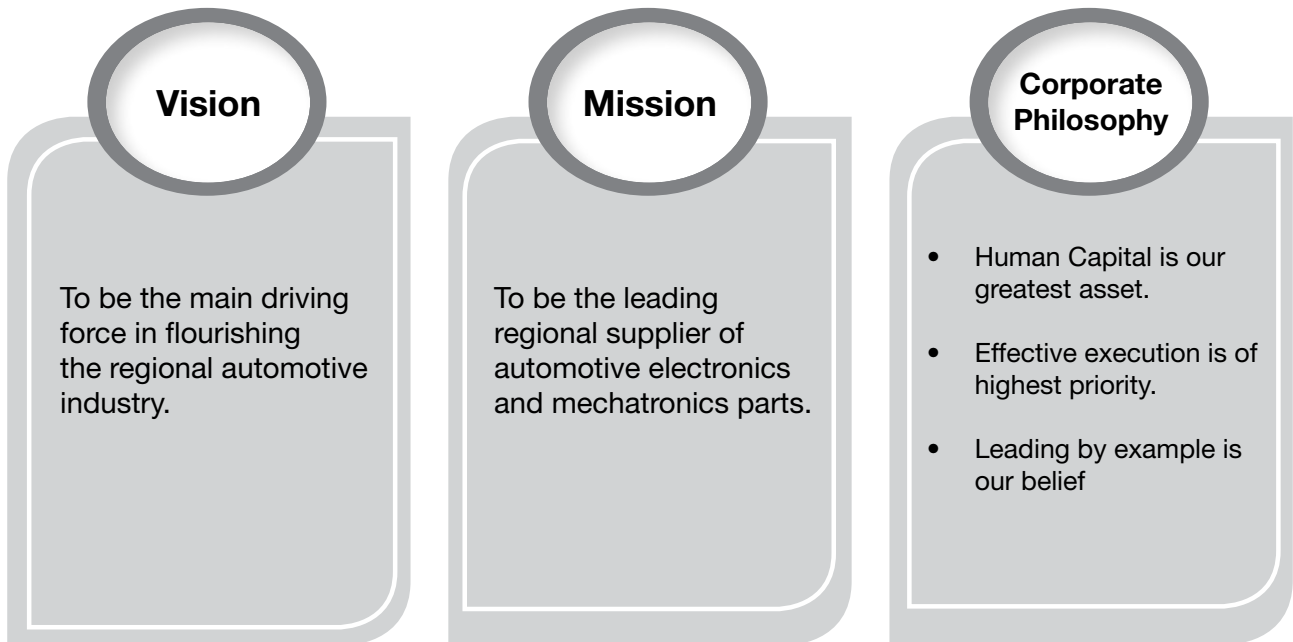 Vision
To be the main driving
force in flourishing
the regional automotive
industry.
Mission
To be the leading
regional supplier of
automotive electronics
and mechatronics parts.
Corporate
Philosophy
• Human Capital is our
greatest asset.
• Effective execution is of
highest priority.
• Leading by example is
our belief